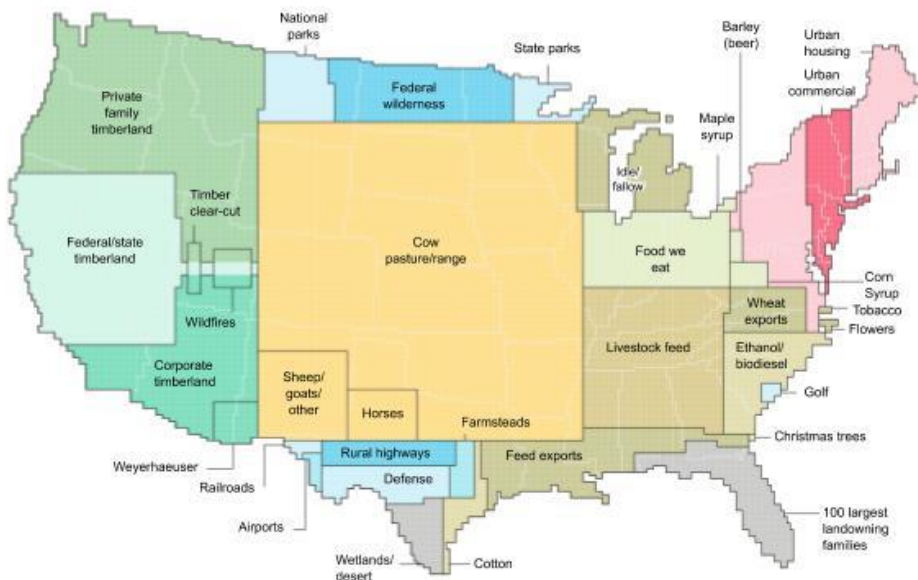 National
parks
State parks
Barley
(beer)
Urban
housing
Urban
commercial
Private
family
timberland
Federal
wilderness
Maple
syrup
Idle/
fallow
Timber
clear-cut
Federal/state
timberland
Cow
pasture/range
Food we
eat
Corn
Syrup
Wildfires
Wheat
exports
Tobacco
Flowers
Livestock feed
Ethanol/
biodiesel
Corporate
timberland
Sheep/
goats/
other
Horses
Golf
Farmsteads
Christmas trees
Weyerhaeuser
Railroads
Rural highways
Feed exports
Defense
Airports
100 largest
landowning
families
Wetlands/
desert
Cotton